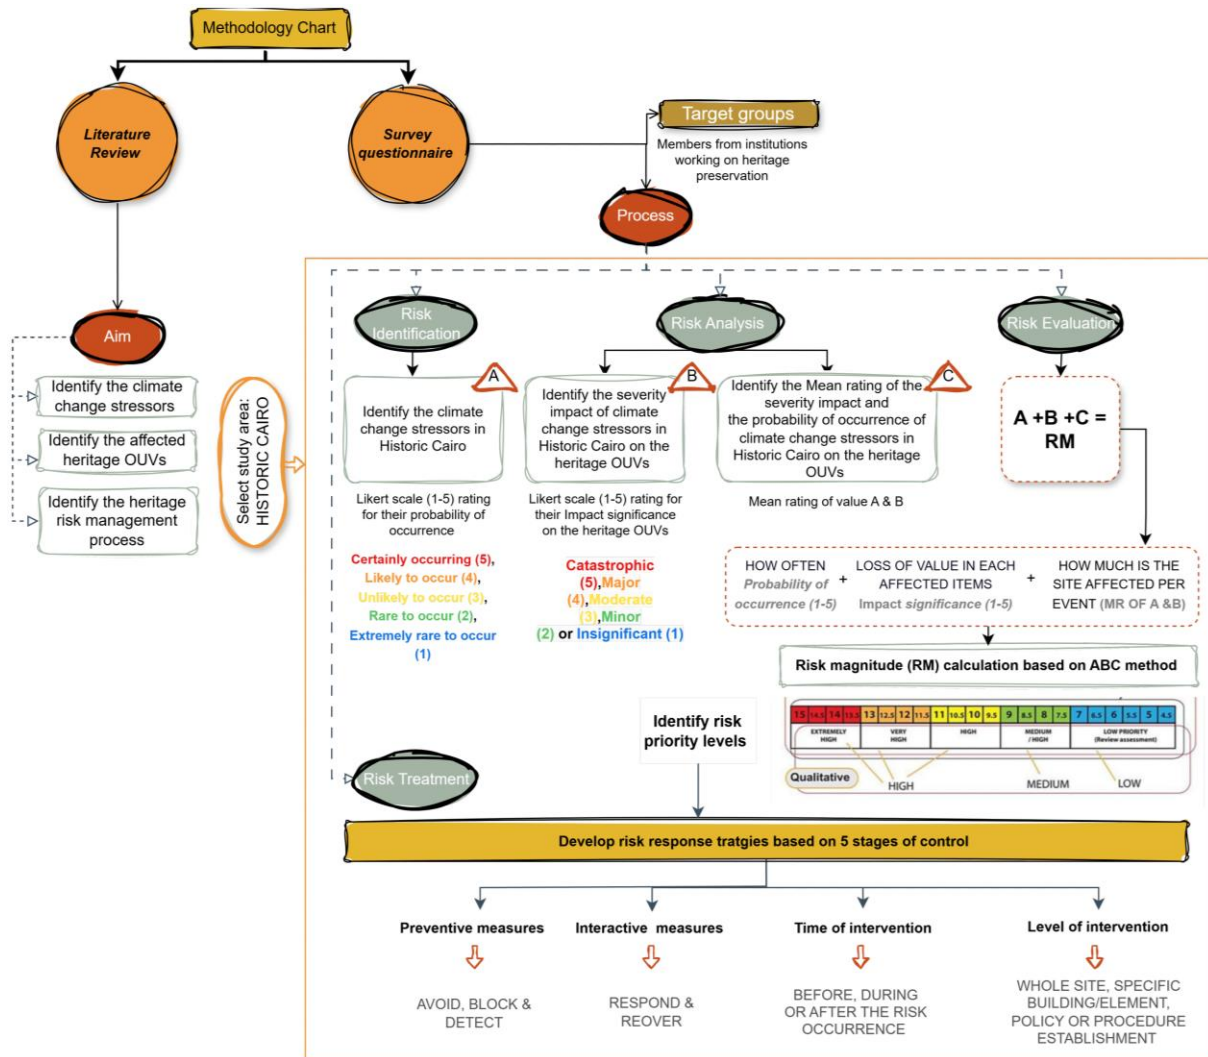 Methodology Chart
Literature
Review
Survey
questionnaire
Target groups
Members from institutions
working on heritage
preservation
Process
Aim
Identify the climate
change stressors
Identify the affected
heritage OUVs
Identify the heritage
risk management
process
Select study area:
HISTORIC CAIRO
Risk
Identification
Risk Analysis
Risk Evaluation
A
Identify the climate
change stressors in
Historic Cairo
B
Identify the severity
impact of climate
change stressors in
Historic Cairo on the
heritage OUVs
C
Identify the Mean rating of the
severity impact and
the probability of occurrence of
climate change stressors in
Historic Cairo on the heritage
OUVs
A +B +C =
RM
Likert scale (1-5) rating
for their probability of
occurrence
Likert scale (1-5) rating for
their Impact significance
on the heritage OUVs
Mean rating of value A & B
Certainly occurring (5),
Likely to occur (4),
Unlikely to occur (3),
Rare to occur (2),
Extremely rare to occur
(1)
Catastrophic
(5),Major
(4),Moderate
(3),Minor
(2) or Insignificant (1)
HOW OFTEN
Probability of
occurrence (1-5)
+
LOSS OF VALUE IN EACH
AFFECTED ITEMS
Impact significance (1-5)
+
HOW MUCH IS THE
SITE AFFECTED PER
EVENT (MR OF A &B)
Risk magnitude (RM) calculation based on ABC method
15 14.5 14 13.5 13 12.5 12 11.5 11 10.5 10 9.5 9 8.5 8 7.5 7 6.5 6 5.5 5 4.5
EXTREMELY
HIGH
VERY
HIGH
HIGH
MEDIUM
/ HIGH
LOW PRIORITY
(Review assessment)
Qualitative
HIGH
MEDIUM
LOW
Identify risk
priority levels
Risk Treatment
Develop risk response tratgies based on 5 stages of control
Preventive measures
Interactive measures
Time of intervention
Level of intervention
AVOID, BLOCK &
DETECT
RESPOND &
REOVER
BEFORE, DURING
OR AFTER THE RISK
OCCURRENCE
WHOLE SITE, SPECIFIC
BUILDING/ELEMENT,
POLICY OR PROCEDURE
ESTABLISHMENT